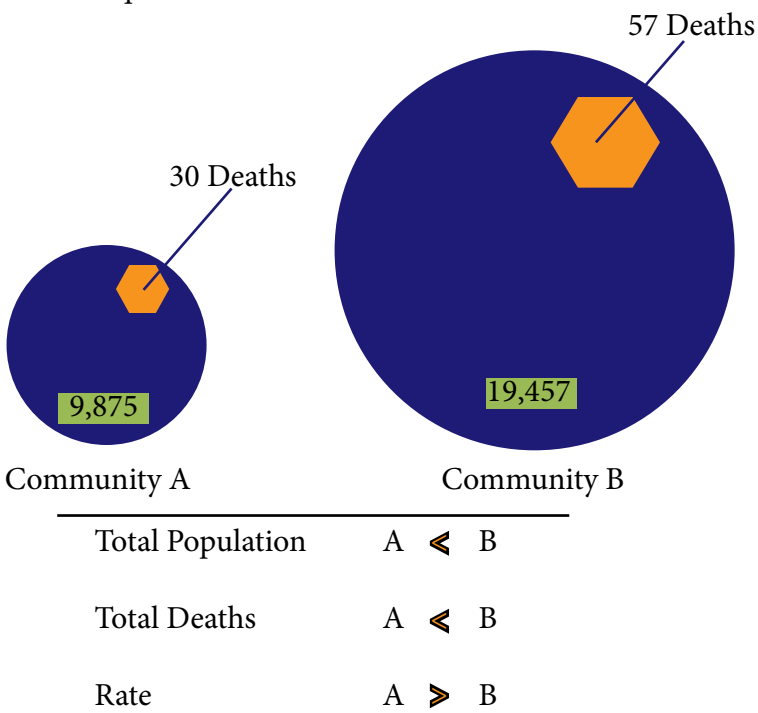 57 Deaths
30 Deaths
9,875
19,457
Community A
Community B
Total Population A < B
Total Deaths A < B
Rate A > B